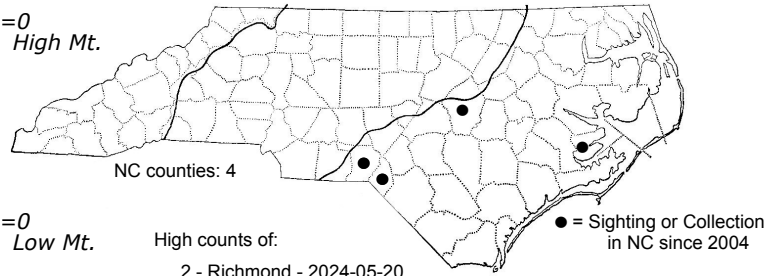 =0
High Mt.
NC counties: 4
=0
Low Mt.
High counts of:
2 - Richmond - 2024-05-20
● = Sighting or Collection
in NC since 2004